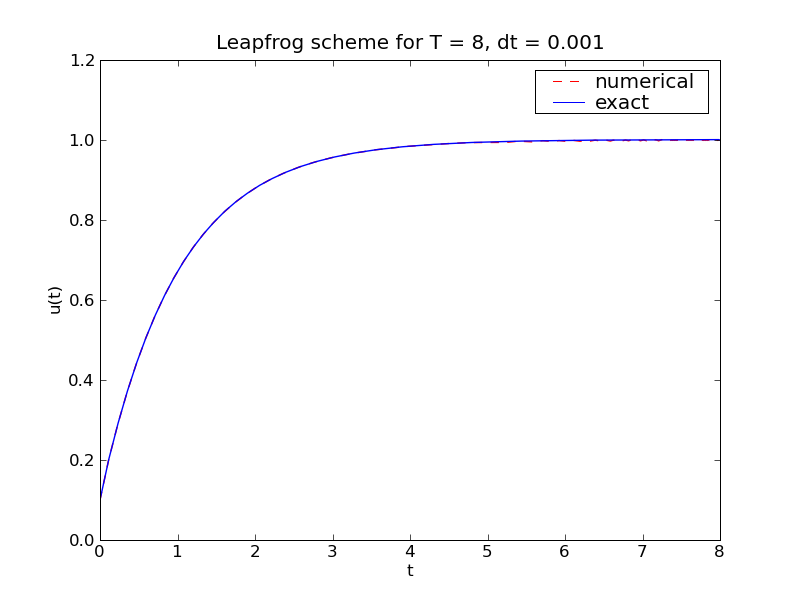 Leapfrog scheme for T = 8, dt = 0.001
numerical
exact
1.2
1.0
0.8
0.6
0.4
0.2
0.0
u(t)
0 1 2 3 4 5 6 7 8
t